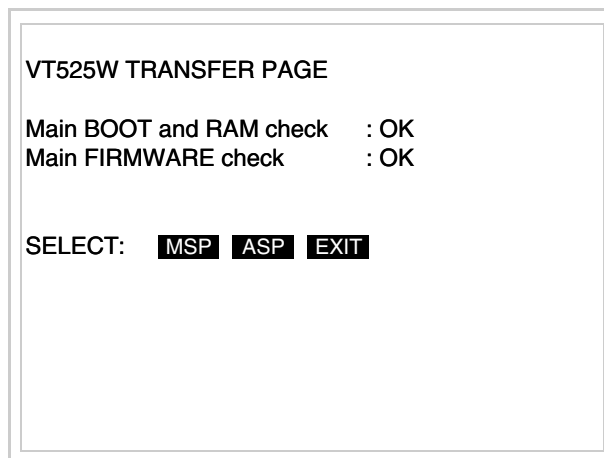 VT525W TRANSFER PAGE
Main BOOT and RAM check : OK
Main FIRMWARE check : OK
SELECT: MSP ASP EXIT